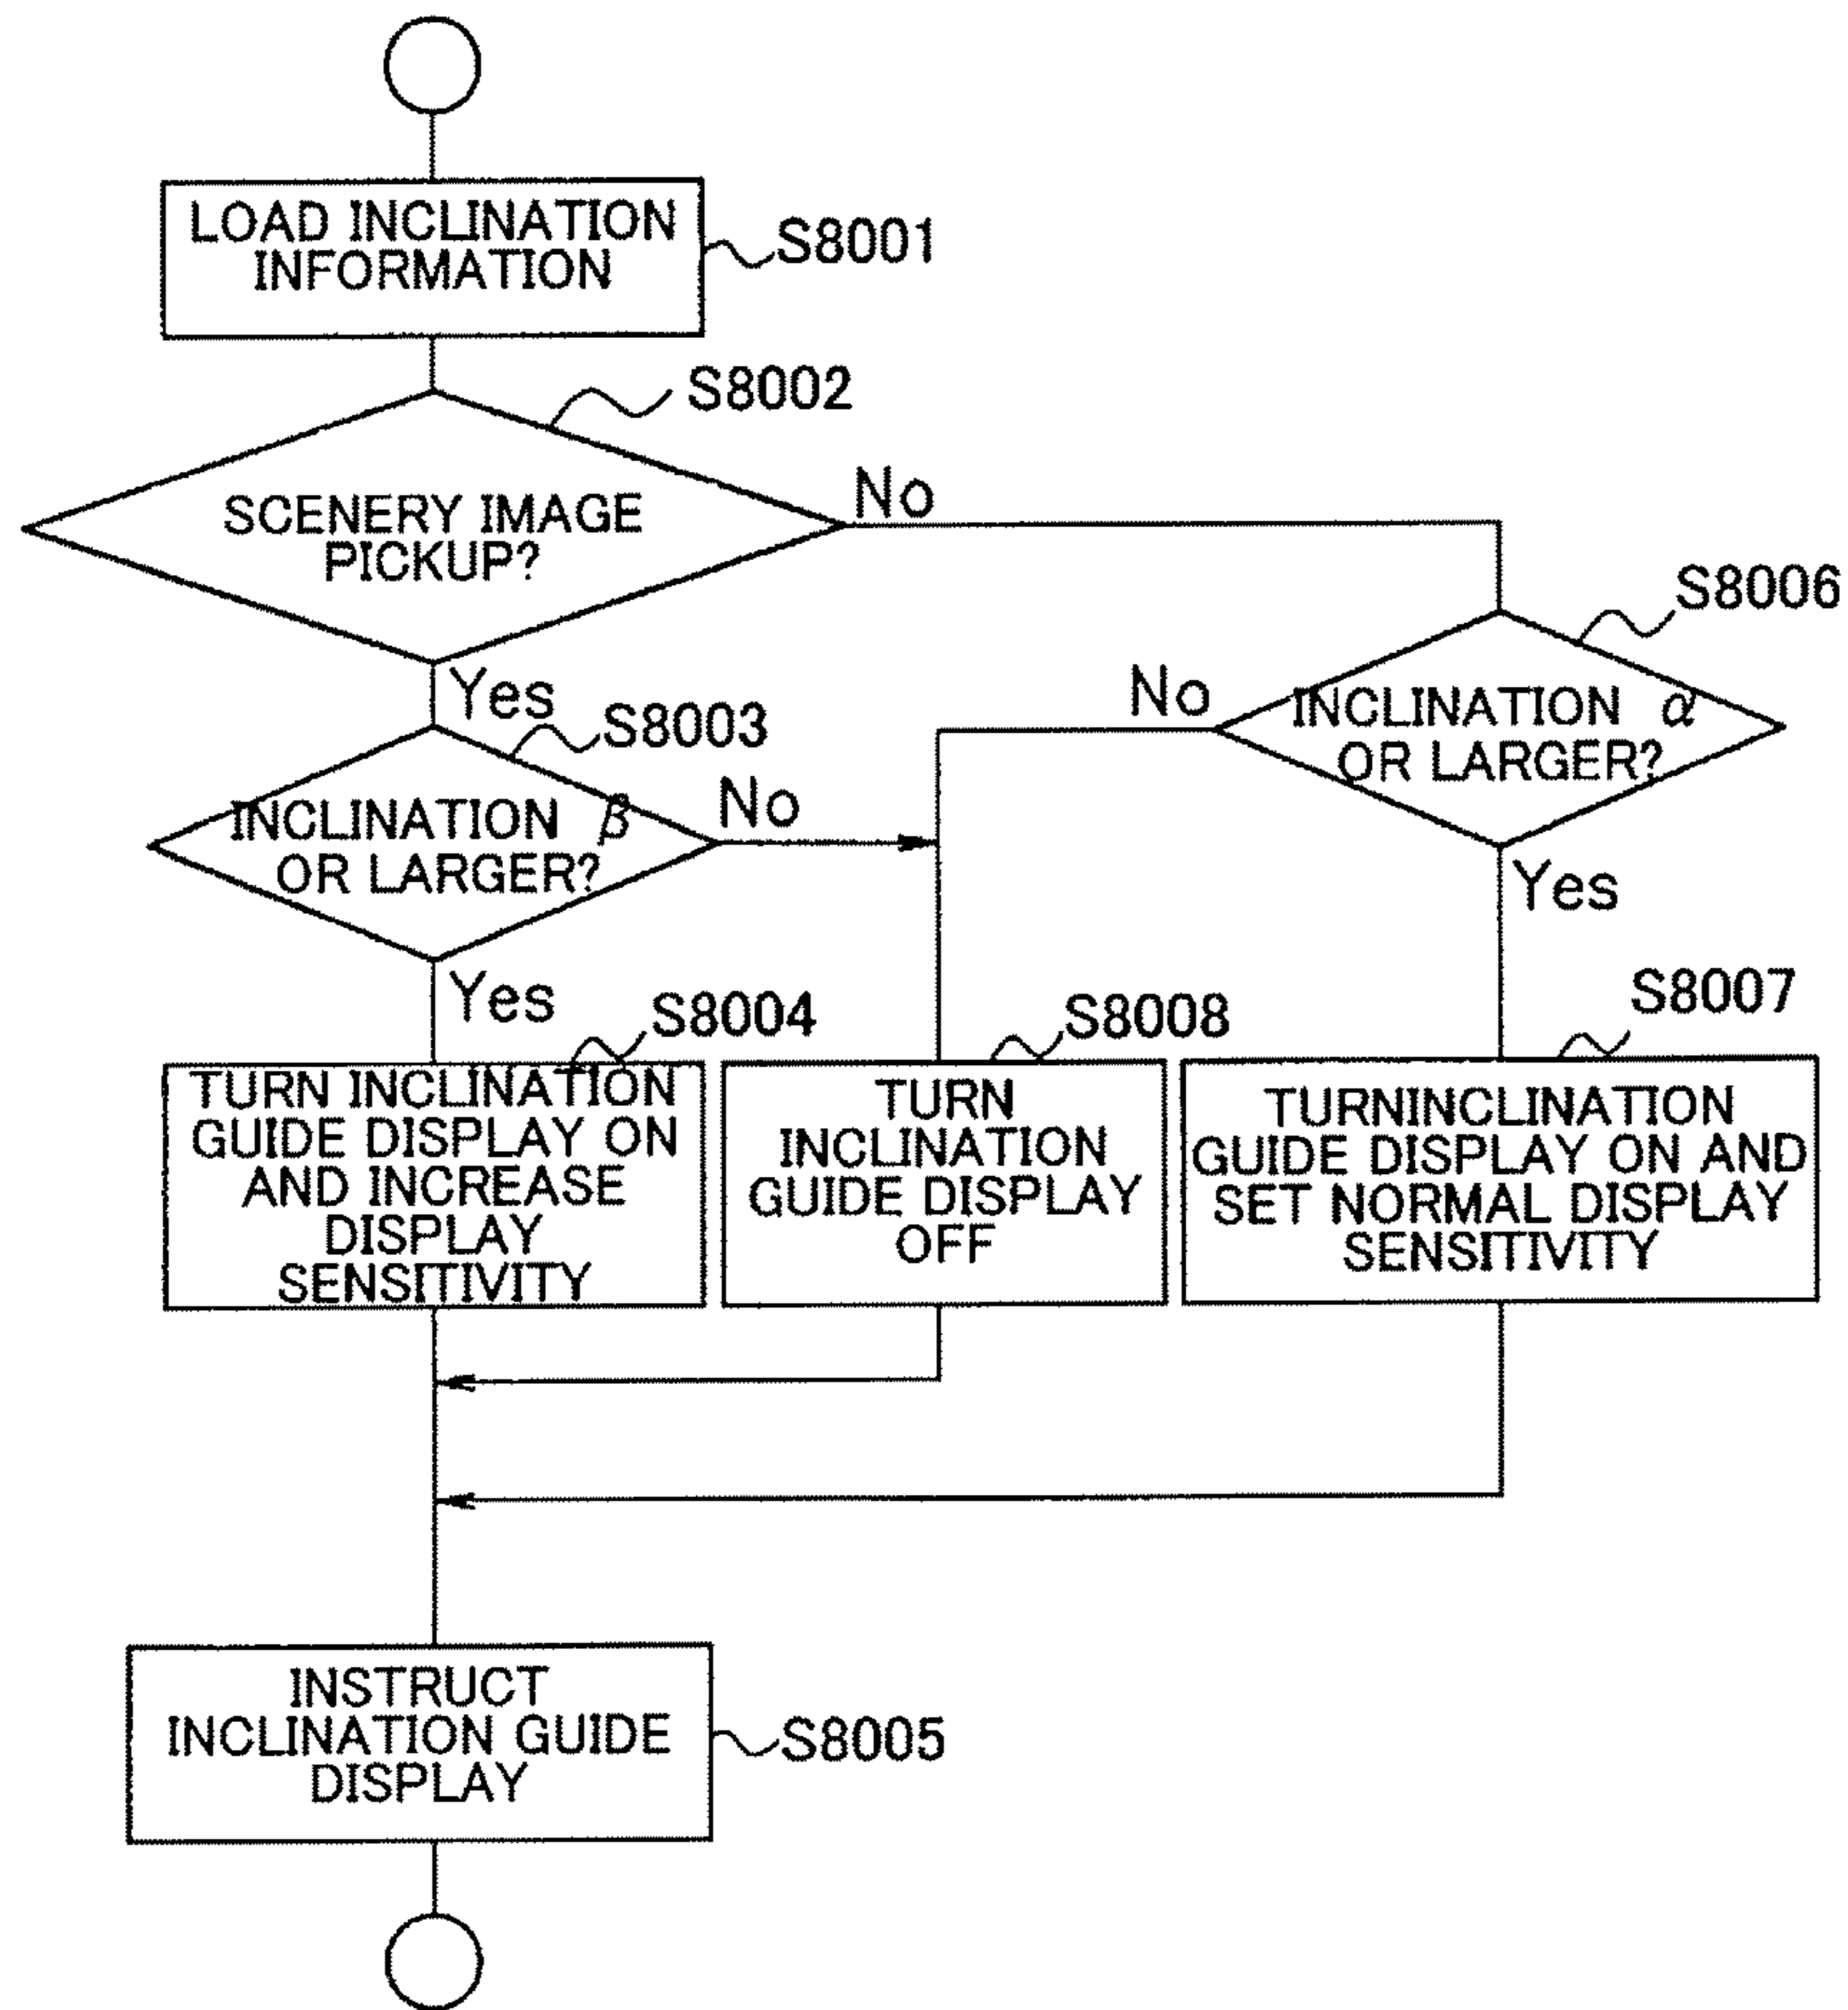 LOAD INCLINATION
INFORMATION
S8001
S8002
SCENERY IMAGE
PICKUP?
No
Yes
S8003
INCLINATION β
OR LARGER?
No
Yes
S8006
INCLINATION α
OR LARGER?
No
Yes
S8004
TURN INCLINATION
GUIDE DISPLAY ON
AND INCREASE
DISPLAY
SENSITIVITY
S8008
TURN
INCLINATION
GUIDE DISPLAY
OFF
S8007
TURNINCLINATION
GUIDE DISPLAY ON AND
SET NORMAL DISPLAY
SENSITIVITY
INSTRUCT
INCLINATION GUIDE
DISPLAY
S8005